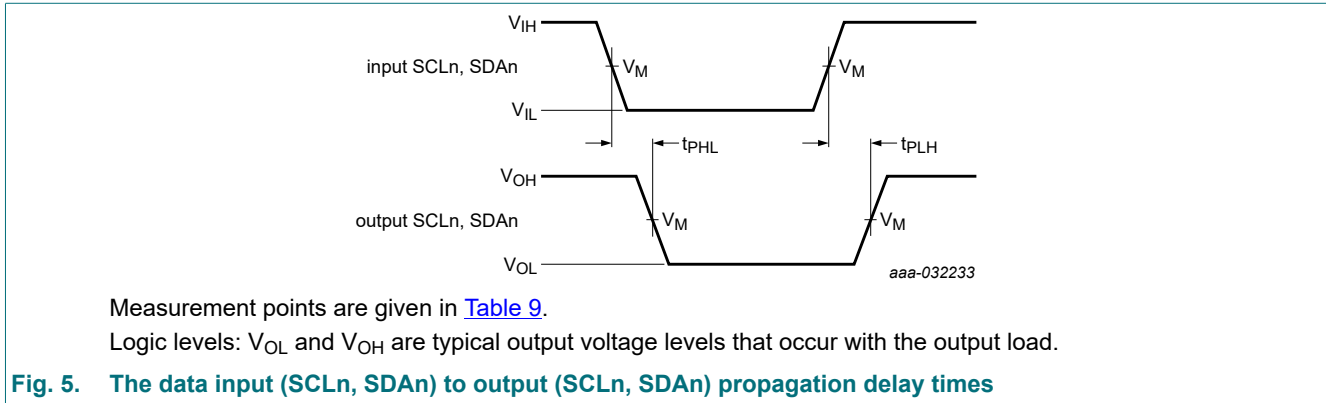 VIH
input SCLn, SDAn
VM
VM
VIL
tPHL
tPLH
VOH
output SCLn, SDAn
VM
VM
VOL
aaa-032233
Measurement points are given in Table 9.
Logic levels: VOL and VOH are typical output voltage levels that occur with the output load.
Fig. 5. The data input (SCLn, SDAn) to output (SCLn, SDAn) propagation delay times